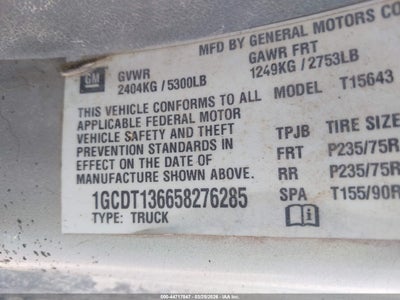 MFD BY GENERAL MOTORS CO
GM
GVWR
GAWR FRT
2404KG / 5300LB
1249KG / 2753LB
THIS VEHICLE CONFORMS TO ALL
APPLICABLE FEDERAL MOTOR
VEHICLE SAFETY AND THEFT
PREVENTION STANDARDS
IN EFFECT ON THE DATE OF
MANUFACTURE SHOWN ABOVE.
1GCDT136658276285
TYPE: TRUCK
MODEL T15643
TPJB TIRE SIZE
FRT P235/75R
RR P235/75R
SPA T155/90R
000-44717847 | 03/29/2026 | IAA Inc.